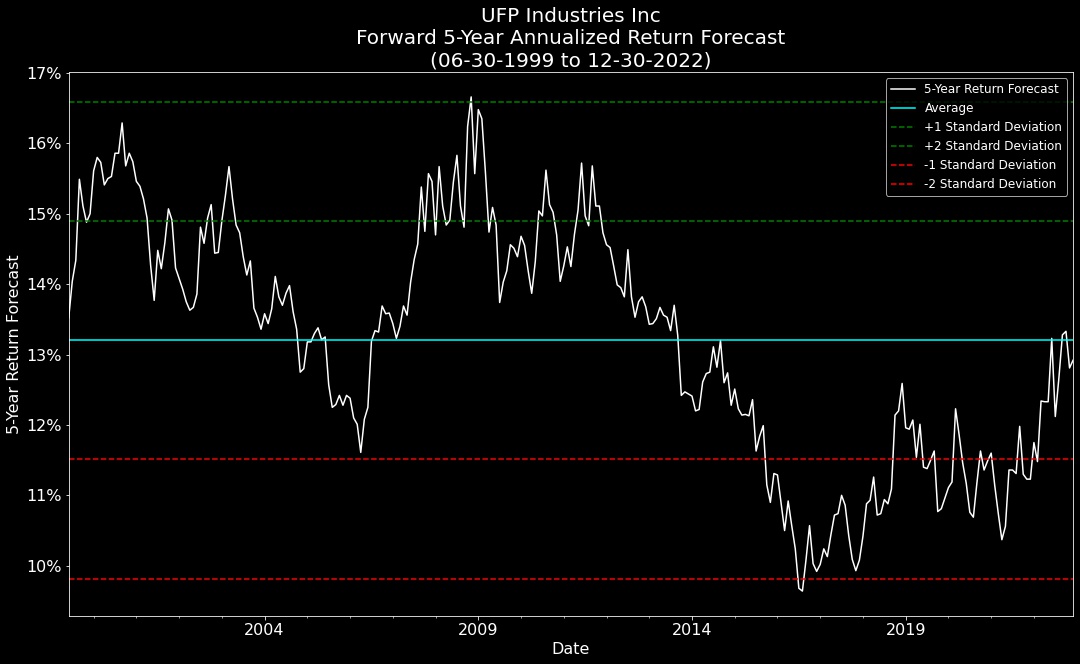 UFP Industries Inc
Forward 5-Year Annualized Return Forecast
(06-30-1999 to 12-30-2022)
17%
16%
15%
14%
13%
12%
11%
10%
5-Year Return Forecast
5-Year Return Forecast
Average
+1 Standard Deviation
+2 Standard Deviation
-1 Standard Deviation
-2 Standard Deviation
2004
2009
2014
2019
Date